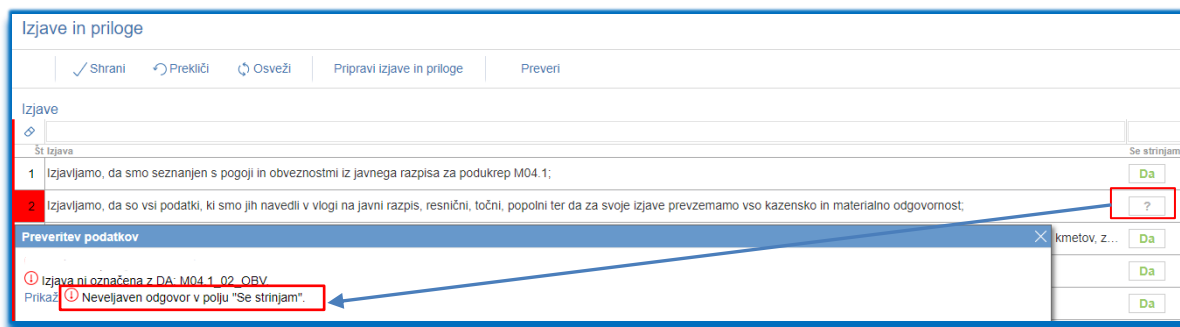 Izjave in priloge
Shrani Prekliči Osveži Pripravi izjave in priloge Preveri
Izjave
Št Izjava Se strinjam
1 Izjavljamo, da smo seznanjen s pogoji in obveznostmi iz javnega razpisa za podukrep M04.1; Da
2 Izjavljamo, da so vsi podatki, ki smo jih navedli v vlogi na javni razpis, resnični, točni, popolni ter da za svoje izjave prevzemamo vso kazensko in materialno odgovornost; ?
Preveritev podatkov kmetov, z... Da
Izjava ni označena z DA: M04.1_02_OBV. Da
Prikaž Neveljaven odgovor v polju "Se strinjam". Da